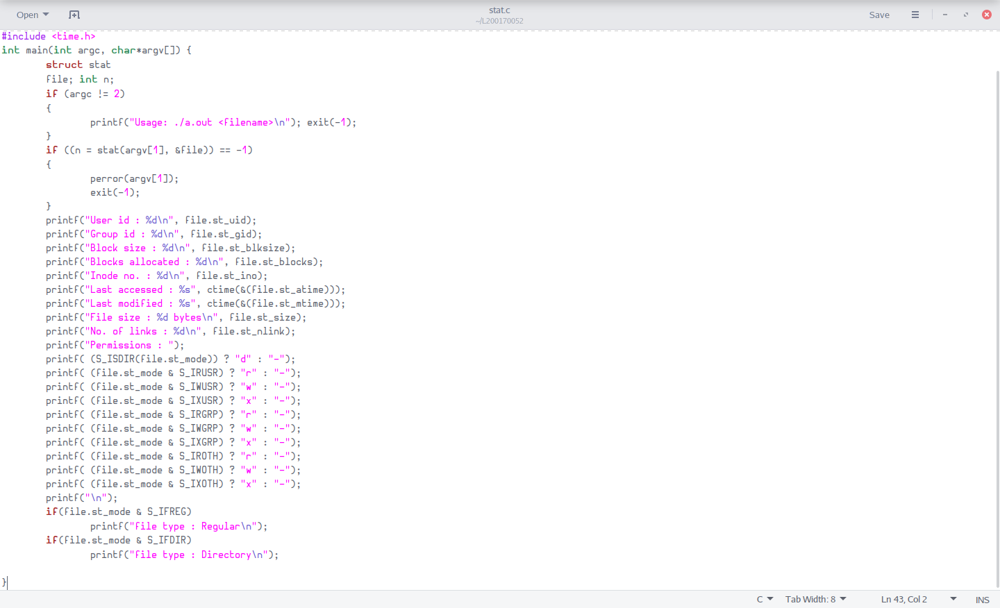 Open
stat.c
~/L200170052
Save
#include <time.h>
int main(int argc, char*argv[]) {
        struct stat
        file; int n;
        if (argc != 2)
        {
                printf("Usage: ./a.out <filename>\n"); exit(-1);
        }
        if ((n = stat(argv[1], &file)) == -1)
        {
                perror(argv[1]);
                exit(-1);
        }
        printf("User id : %d\n", file.st_uid);
        printf("Group id : %d\n", file.st_gid);
        printf("Block size : %d\n", file.st_blksize);
        printf("Blocks allocated : %d\n", file.st_blocks);
        printf("Inode no. : %d\n", file.st_ino);
        printf("Last accessed : %s", ctime(&(file.st_atime)));
        printf("Last modified : %s", ctime(&(file.st_mtime)));
        printf("File size : %d bytes\n", file.st_size);
        printf("No. of links : %d\n", file.st_nlink);
        printf("Permissions : ");
        printf( (S_ISDIR(file.st_mode)) ? "d" : "-");
        printf( (file.st_mode & S_IRUSR) ? "r" : "-");
        printf( (file.st_mode & S_IWUSR) ? "w" : "-");
        printf( (file.st_mode & S_IXUSR) ? "x" : "-");
        printf( (file.st_mode & S_IRGRP) ? "r" : "-");
        printf( (file.st_mode & S_IWGRP) ? "w" : "-");
        printf( (file.st_mode & S_IXGRP) ? "x" : "-");
        printf( (file.st_mode & S_IROTH) ? "r" : "-");
        printf( (file.st_mode & S_IWOTH) ? "w" : "-");
        printf( (file.st_mode & S_IXOTH) ? "x" : "-");
        printf("\n");
        if(file.st_mode & S_IFREG)
                printf("file type : Regular\n");
        if(file.st_mode & S_IFDIR)
                printf("file type : Directory\n");
}
C Tab Width: 8 Ln 43, Col 2 INS